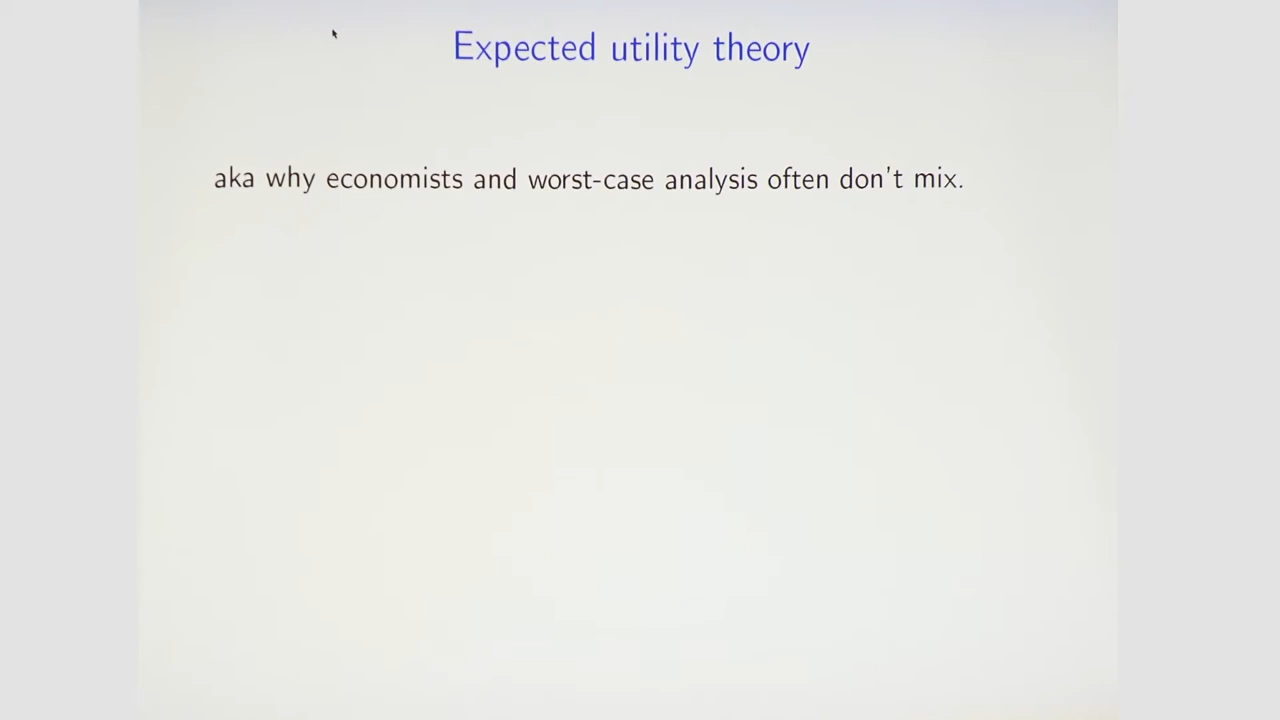 Expected utility theory
aka why economists and worst-case analysis often don't mix.